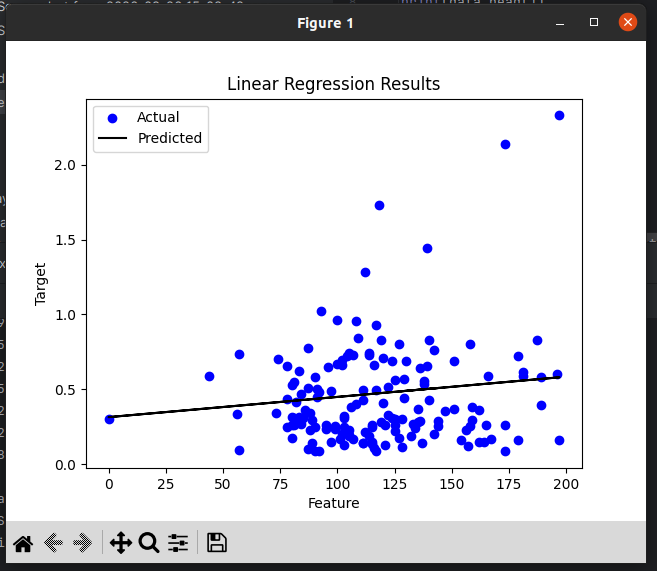 Figure 1
Linear Regression Results
Actual
Predicted
Target
2.0
1.5
1.0
0.5
0.0
0 25 50 75 100 125 150 175 200
Feature